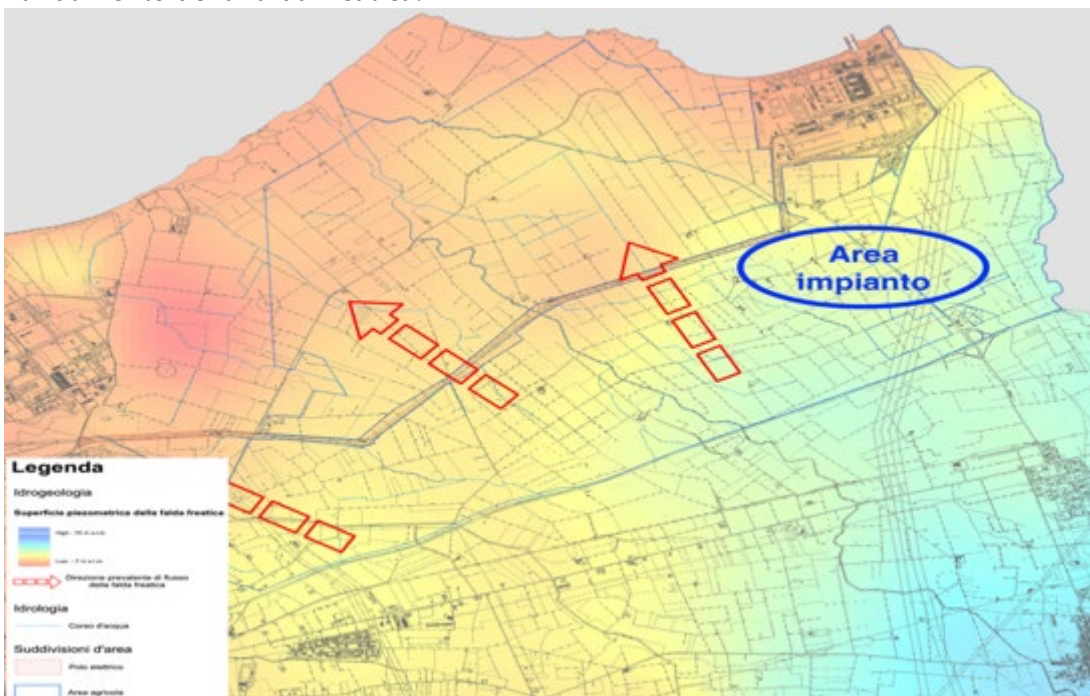 Area
impianto
Legenda
Idrogeologia
Superficie piezometrica della falda freatica
Direzione prevalente di flusso
della falda freatica
Idrologia
Corso d'acqua
Suddivisioni d'area
Polo elettrico
Area agricola